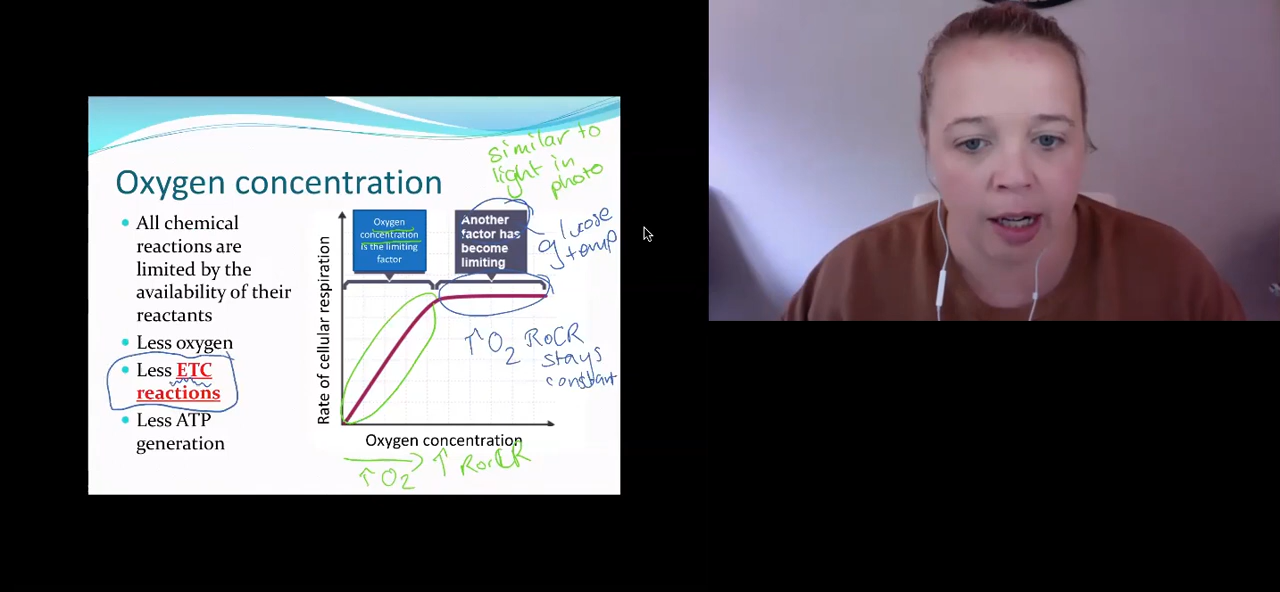 similar to
light in
photo
Oxygen concentration
All chemical
reactions are
limited by the
availability of their
reactants
Less oxygen
Less ETC
reactions
Less ATP
generation
Rate of cellular respiration
Oxygen
concentration
is the limiting
factor
Another
factor has
become
limiting
glucose
temp
↑ O2 RoCR
stays
constant
Oxygen concentration
↑ O2 ↑ RoCR